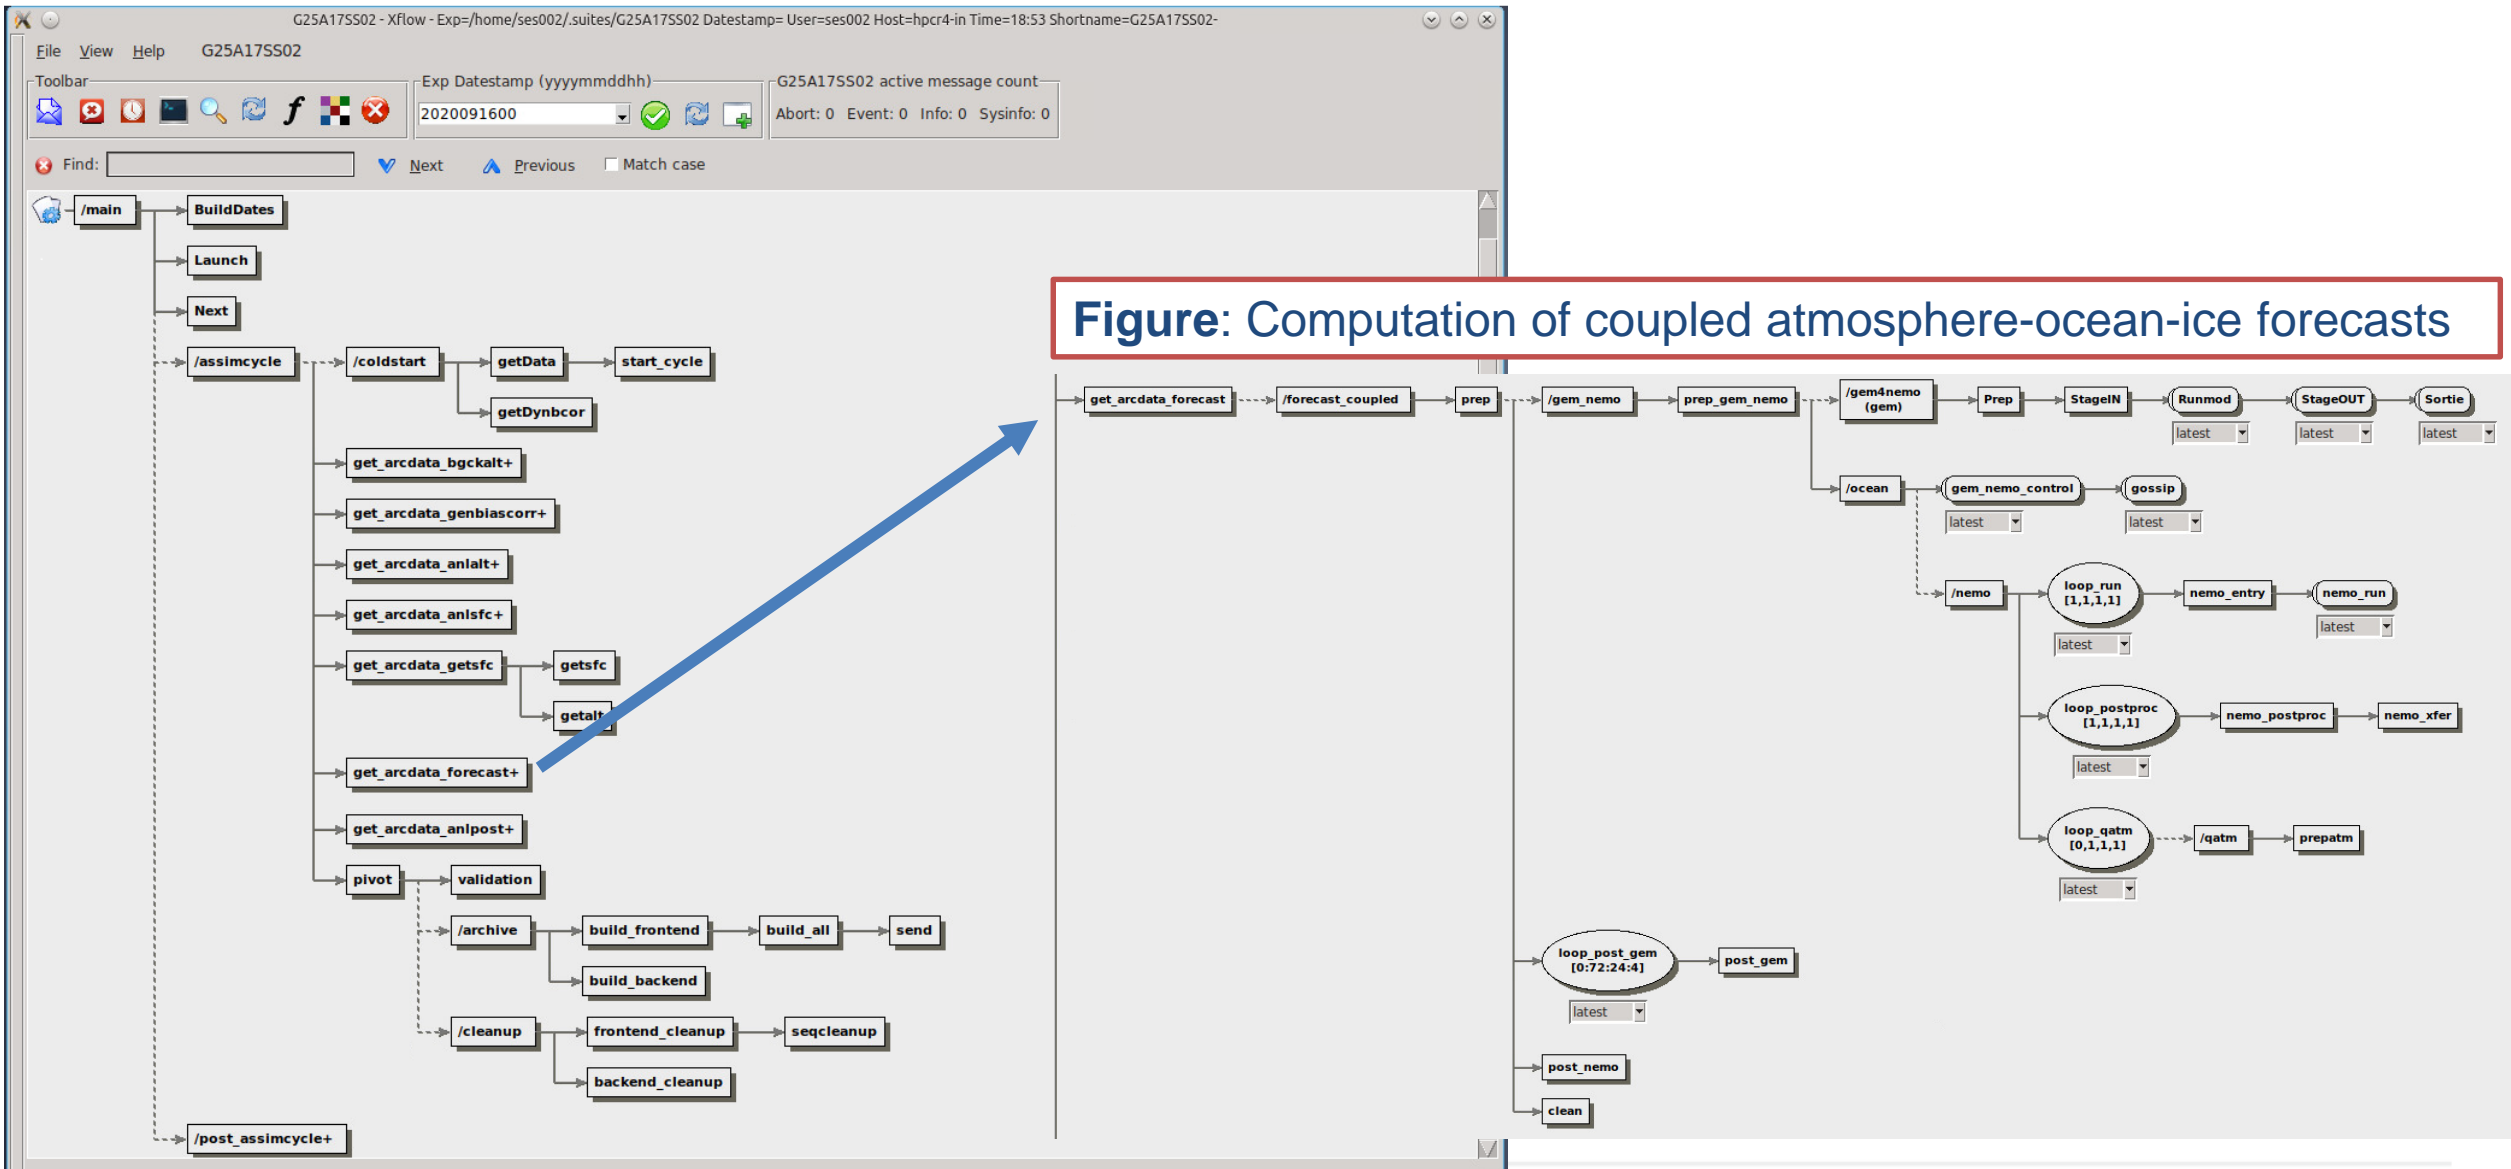 G25A17SS02 - Xflow - Exp=/home/ses002/.suites/G=25A17SS02 Datestamp= User=ses002 Host=hpcr4-in Time=18:53 Shortname=G25A17SS02-
File View Help G25A17SS02
Toolbar
Exp Datestamp (yyyymmddhh)
G25A17SS02 active message count
2020091600
Abort: 0 Event: 0 Info: 0 Sysinfo: 0
Find:
Next
Previous
Match case
/main
BuildDates
Launch
Next
/assimcycle
/coldstart
getData
start_cycle
getDynbcor
get_arcdata_bgckalt+
get_arcdata_genbiascorr+
get_arcdata_anlalt+
get_arcdata_anlsfc+
get_arcdata_getsfc
getsfc
getalt
get_arcdata_forecast+
get_arcdata_anlpost+
pivot
validation
/archive
build_frontend
build_all
send
build_backend
/cleanup
frontend_cleanup
seqcleanup
backend_cleanup
/post_assimcycle+
Figure: Computation of coupled atmosphere-ocean-ice forecasts
get_arcdata_forecast
/forecast_coupled
prep
/gem_nemo
prep_gem_nemo
/gem4nemo
(gem)
Prep
StageIN
Runmod
latest
StageOUT
latest
Sortie
latest
/ocean
gem_nemo_control
latest
gossip
latest
/nemo
loop_run
[1,1,1,1]
latest
nemo_entry
nemo_run
latest
loop_postproc
[1,1,1,1]
latest
nemo_postproc
nemo_xfer
loop_qatm
[0,1,1,1]
latest
/qatm
prepatm
loop_post_gem
[0:72:24:4]
latest
post_gem
post_nemo
clean